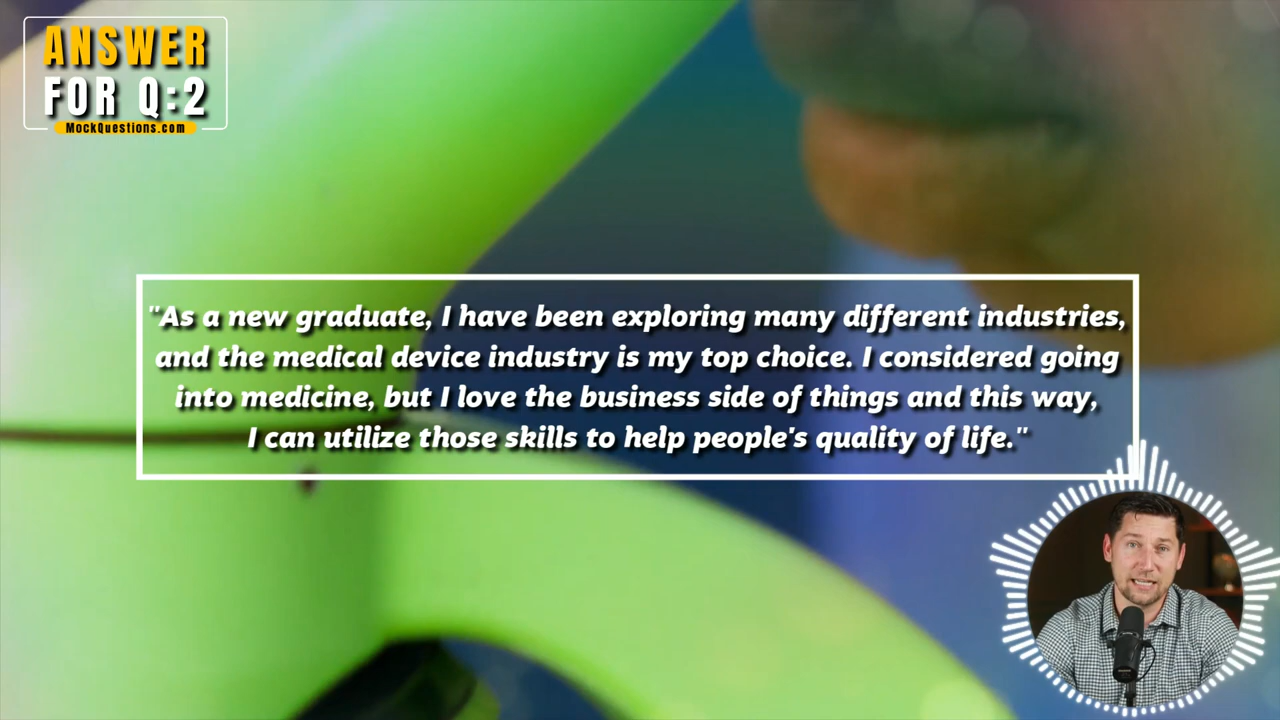 ANSWER
FOR Q:2
MockQuestions.com
"As a new graduate, I have been exploring many different industries,
and the medical device industry is my top choice. I considered going
into medicine, but I love the business side of things and this way,
I can utilize those skills to help people's quality of life."